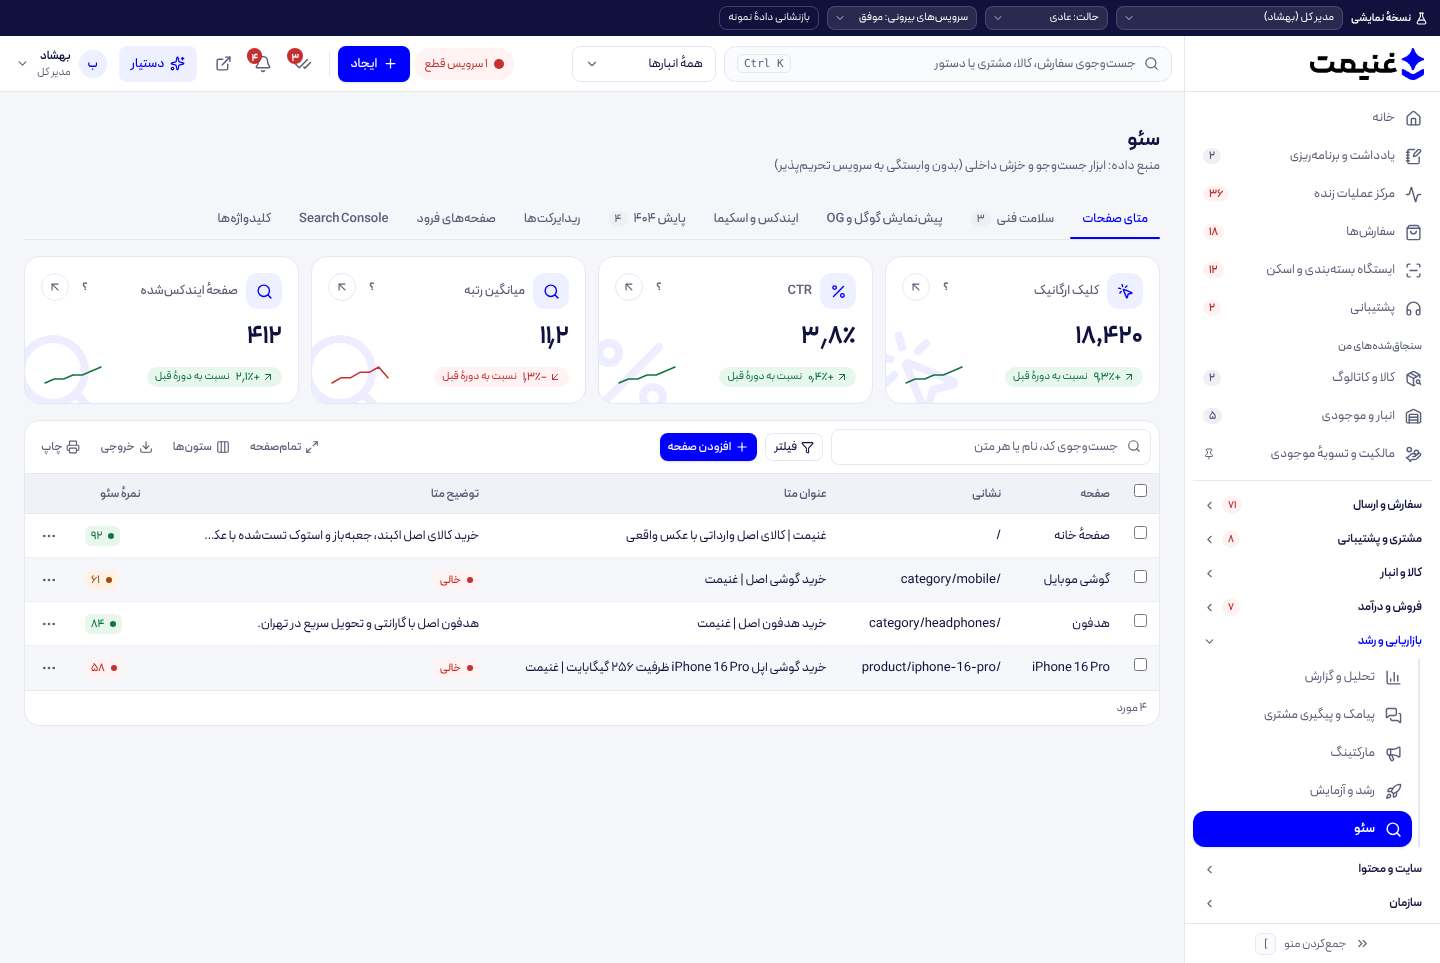 نسخهٔ نمایشی
مدیر کل (بهشاد)
حالت: عادی
سرویس‌های بیرونی: موفق
بازنشانی دادهٔ نمونه
غنیمت
جست‌وجوی سفارش، کالا، مشتری یا دستور
Ctrl K
همهٔ انبارها
۱ سرویس قطع
ایجاد
۳
۴
دستیار
ب
بهشاد
مدیر کل
خانه
یادداشت و برنامه‌ریزی ۲
مرکز عملیات زنده ۳۶
سفارش‌ها ۱۸
ایستگاه بسته‌بندی و اسکن ۱۲
پشتیبانی ۲
سنجاق‌شده‌های من
کالا و کاتالوگ ۲
انبار و موجودی ۵
مالکیت و تسویهٔ موجودی
سفارش و ارسال ۷۱
مشتری و پشتیبانی ۸
کالا و انبار
فروش و درآمد ۷
بازاریابی و رشد
تحلیل و گزارش
پیامک و پیگیری مشتری
مارکتینگ
رشد و آزمایش
سئو
سایت و محتوا
سازمان
جمع‌کردن منو [
سئو
منبع داده: ابزار جست‌وجو و خزش داخلی (بدون وابستگی به سرویس تحریم‌پذیر)
متای صفحات
سلامت فنی ۳
پیش‌نمایش گوگل و OG
ایندکس و اسکیما
پایش ۴۰۴ ۴
ریدایرکت‌ها
صفحه‌های فرود
Search Console
کلیدواژه‌ها
کلیک ارگانیک ؟
۱۸,۴۲۰
+۹٫۳٪ نسبت به دورهٔ قبل
CTR ؟
۳٫۸٪
+۰٫۴٪ نسبت به دورهٔ قبل
میانگین رتبه ؟
۱۱٫۲
−۱٫۳٪ نسبت به دورهٔ قبل
صفحهٔ ایندکس‌شده ؟
۴۱۲
+۲٫۱٪ نسبت به دورهٔ قبل
جست‌وجوی کد، نام یا هر متن
فیلتر
افزودن صفحه
تمام‌صفحه
ستون‌ها
خروجی
چاپ
صفحه نشانی عنوان متا توضیح متا نمرهٔ سئو
صفحهٔ خانه / غنیمت | کالای اصل وارداتی با عکس واقعی خرید کالای اصل اکبند، جعبه‌باز و استوک تست‌شده با عک… ۹۲
گوشی موبایل /category/mobile خرید گوشی اصل | غنیمت خالی ۶۱
هدفون /category/headphones خرید هدفون اصل | غنیمت هدفون اصل با گارانتی و تحویل سریع در تهران. ۸۴
iPhone 16 Pro /product/iphone-16-pro خرید گوشی اپل iPhone 16 Pro ظرفیت ۲۵۶ گیگابایت | غنیمت خالی ۵۸
۴ مورد